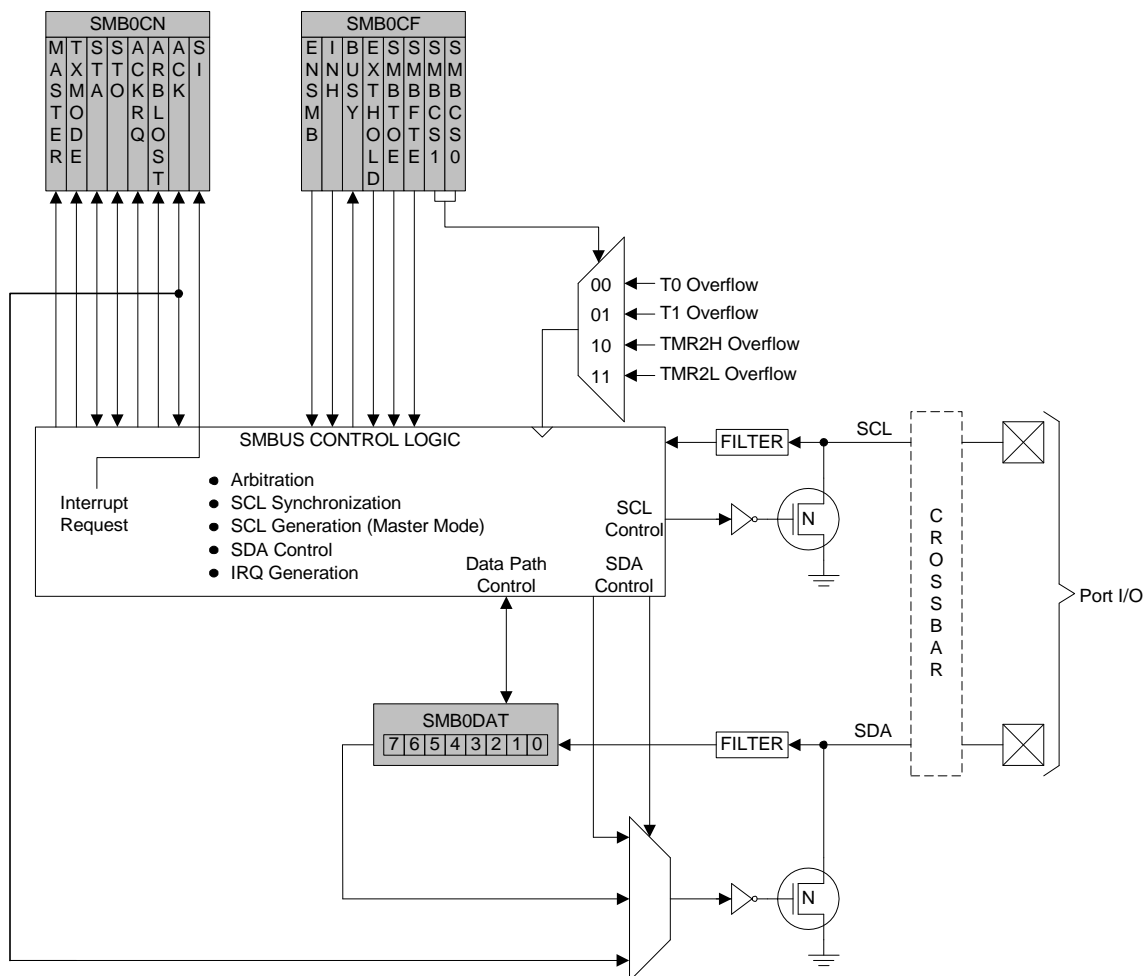 SMB0CN
MASTER
TXMODE
STA
STO
ACKRQ
ARBLOST
ACK
SI
SMB0CF
ENSMB
INH
BUSY
EXTHOLD
SMBTOE
SMBFTE
SMBCS1
SMBCS0
00
01
10
11
T0 Overflow
T1 Overflow
TMR2H Overflow
TMR2L Overflow
SMBUS CONTROL LOGIC
Interrupt
Request
● Arbitration
● SCL Synchronization
● SCL Generation (Master Mode)
● SDA Control
● IRQ Generation
SCL
Control
Data Path
Control
SDA
Control
FILTER
SCL
N
CROSSBAR
Port I/O
SMB0DAT
7 6 5 4 3 2 1 0
FILTER
SDA
N